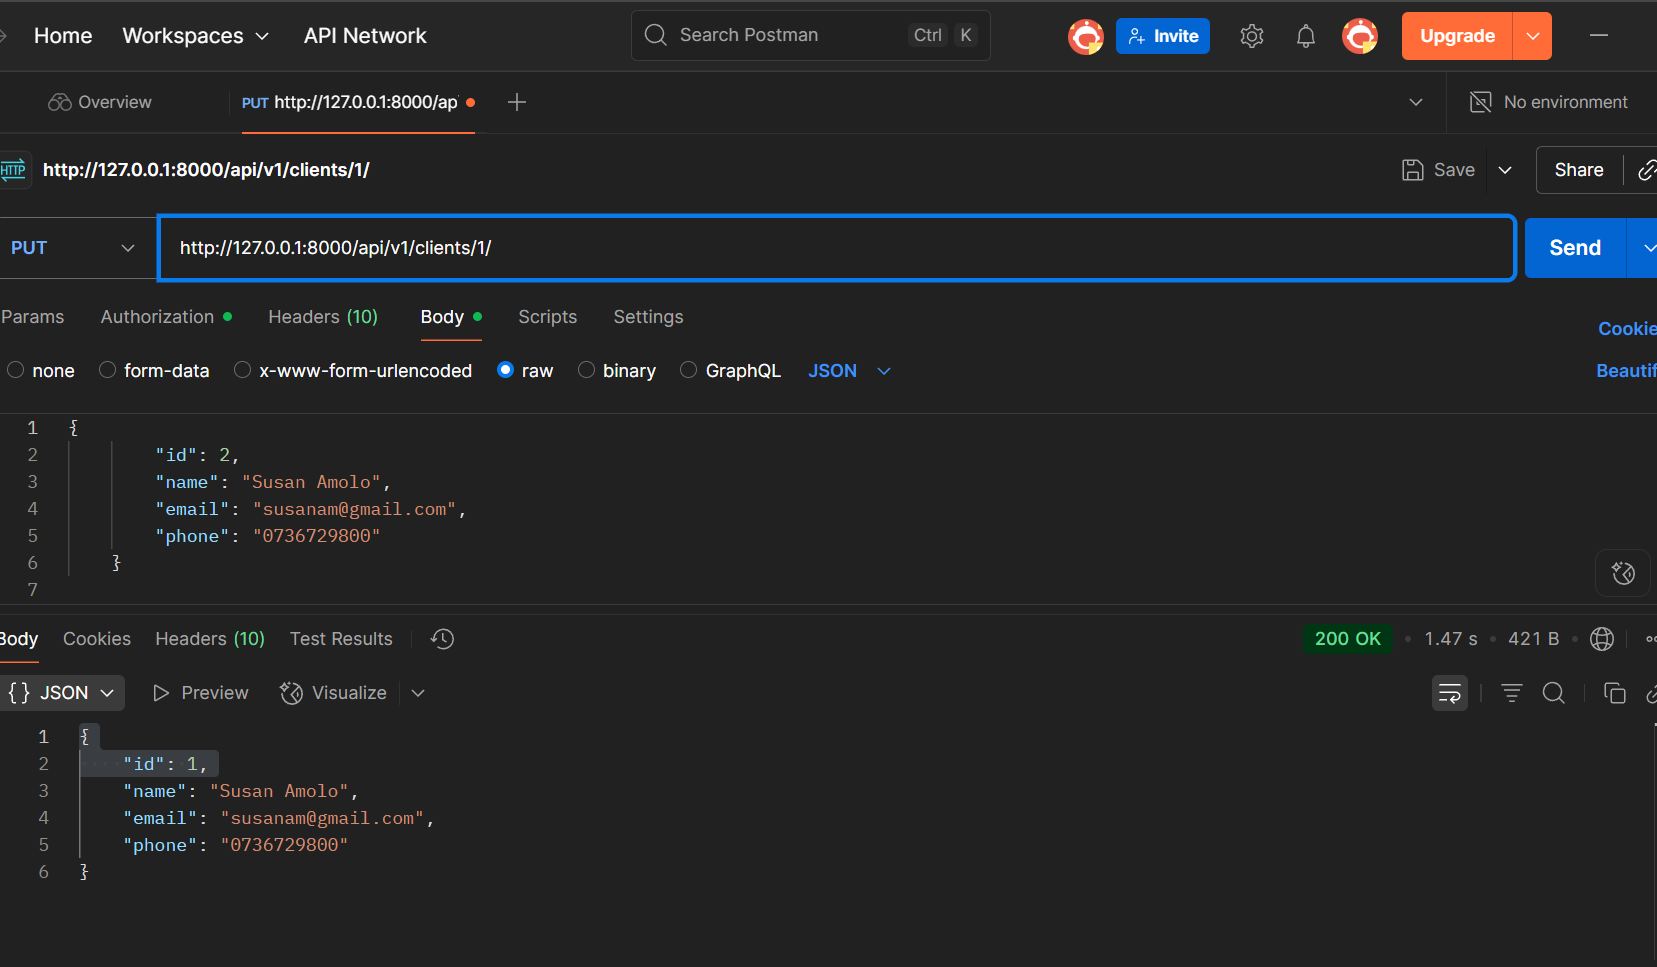 Home Workspaces API Network Search Postman Ctrl K Invite Upgrade
Overview PUT http://127.0.0.1:8000/ap No environment
HTTP http://127.0.0.1:8000/api/v1/clients/1/ Save Share
PUT http://127.0.0.1:8000/api/v1/clients/1/ Send
Params Authorization Headers (10) Body Scripts Settings
Cookie
none form-data x-www-form-urlencoded raw binary GraphQL JSON Beautif
1 {
2 "id": 2,
3 "name": "Susan Amolo",
4 "email": "susanam@gmail.com",
5 "phone": "0736729800"
6 }
7
Body Cookies Headers (10) Test Results 200 OK • 1.47 s • 421 B •
{} JSON Preview Visualize
1 {
2 "id": 1,
3 "name": "Susan Amolo",
4 "email": "susanam@gmail.com",
5 "phone": "0736729800"
6 }